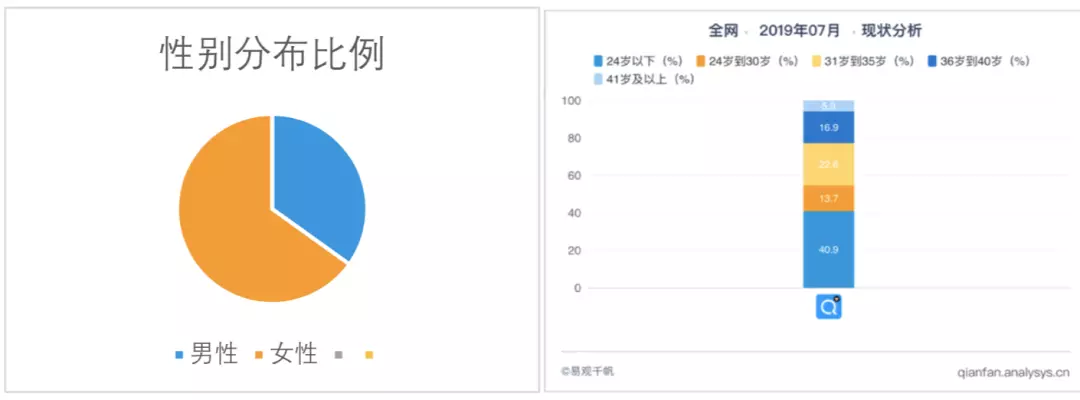 性别分布比例
男性 女性
全网 、 2019年07月 、 现状分析
24岁以下（%） 24岁到30岁（%） 31岁到35岁（%） 36岁到40岁（%）
41岁及以上（%）
100
80
60
40
20
0
5.9
16.9
22.6
13.7
40.9
©易观千帆
qianfan.analysys.cn